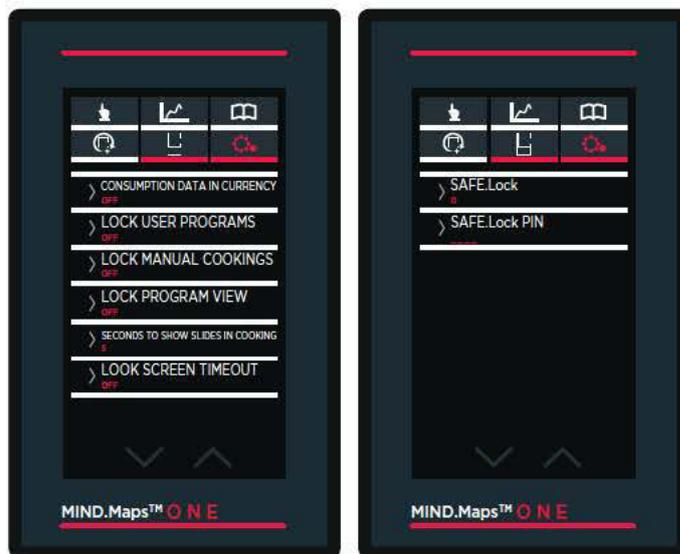 CONSUMPTION DATA IN CURRENCY
OFF
LOCK USER PROGRAMS
OFF
LOCK MANUAL COOKINGS
OFF
LOCK PROGRAM VIEW
OFF
SECONDS TO SHOW SLIDES IN COOKING
5
LOOK SCREEN TIMEOUT
OFF
MIND.Maps™ ONE
SAFE.Lock
0
SAFE.Lock PIN
----
MIND.Maps™ ONE